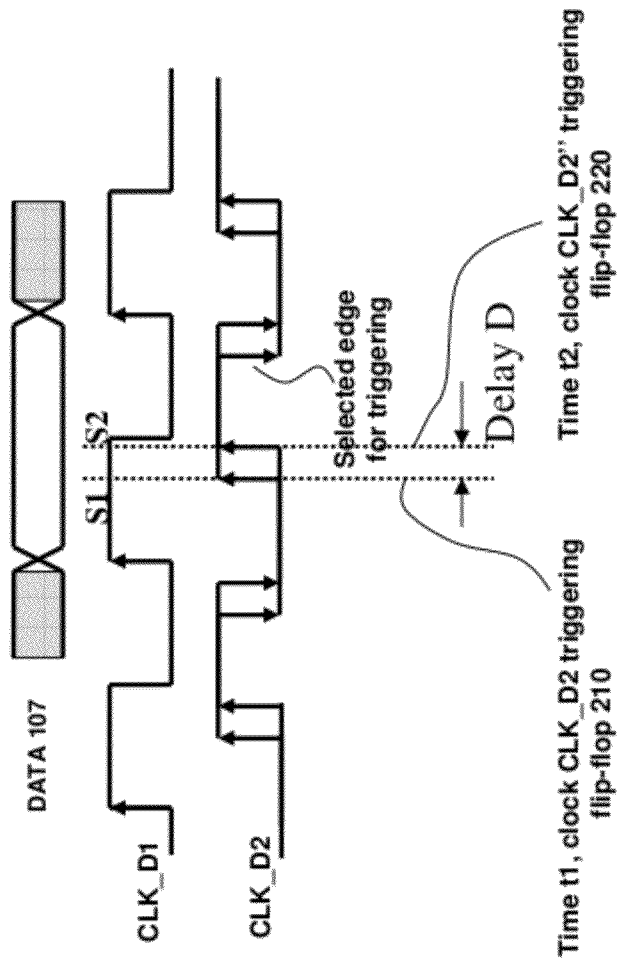 DATA 107
CLK_D1
S1
S2
CLK_D2
Selected edge
for triggering
Delay D
Time t1, clock CLK_D2 triggering
flip-flop 210
Time t2, clock CLK_D2" triggering
flip-flop 220